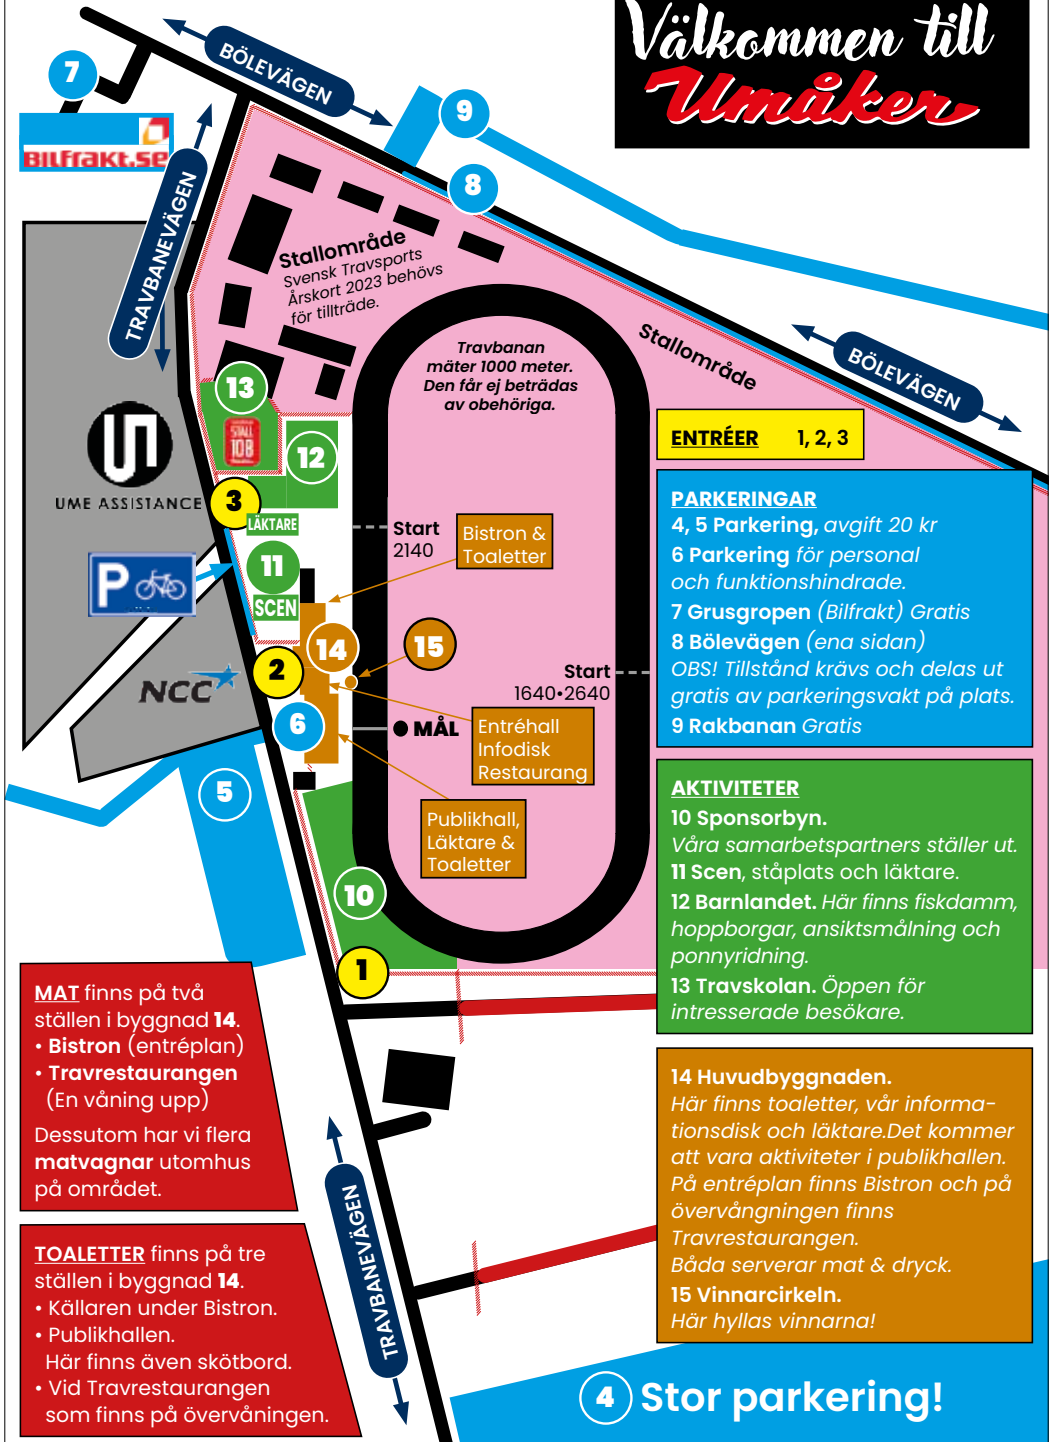 Välkommen till
Umåker
BÖLEVÄGEN
7
9
8
BILFRAKT.SE
TRAVBANEVÄGEN
Stallområde
Svensk Travsports
Årskort 2023 behövs
för tillträde.
Travbanan
mäter 1000 meter.
Den får ej beträdas
av obehöriga.
Stallområde
BÖLEVÄGEN
13
STALL
10B
12
UME ASSISTANCE
3
LÄKTARE
11
SCEN
P
Start
2140
Bistron &
Toaletter
14
15
2
NCC
Start
1640•2640
6
MÅL
Entréhall
Infodisk
Restaurang
5
Publikhall,
Läktare &
Toaletter
10
1
ENTRÉER 1, 2, 3
PARKERINGAR
4, 5 Parkering, avgift 20 kr
6 Parkering för personal
och funktionshindrade.
7 Grusgropen (Bilfrakt) Gratis
8 Bölevägen (ena sidan)
OBS! Tillstånd krävs och delas ut
gratis av parkeringsvakt på plats.
9 Rakbanan Gratis
AKTIVITETER
10 Sponsorbyn.
Våra samarbetspartners ställer ut.
11 Scen, ståplats och läktare.
12 Barnlandet. Här finns fiskdamm,
hoppborgar, ansiktsmålning och
ponnyridning.
13 Travskolan. Öppen för
intresserade besökare.
14 Huvudbyggnaden.
Här finns toaletter, vår informa-
tionsdisk och läktare.Det kommer
att vara aktiviteter i publikhallen.
På entréplan finns Bistron och på
övervångningen finns
Travrestaurangen.
Båda serverar mat & dryck.
15 Vinnarcirkeln.
Här hyllas vinnarna!
MAT finns på två
ställen i byggnad 14.
• Bistron (entréplan)
• Travrestaurangen
(En våning upp)
Dessutom har vi flera
matvagnar utomhus
på området.
TOALETTER finns på tre
ställen i byggnad 14.
• Källaren under Bistron.
• Publikhallen.
Här finns även skötbord.
• Vid Travrestaurangen
som finns på övervåningen.
TRAVBANEVÄGEN
4 Stor parkering!